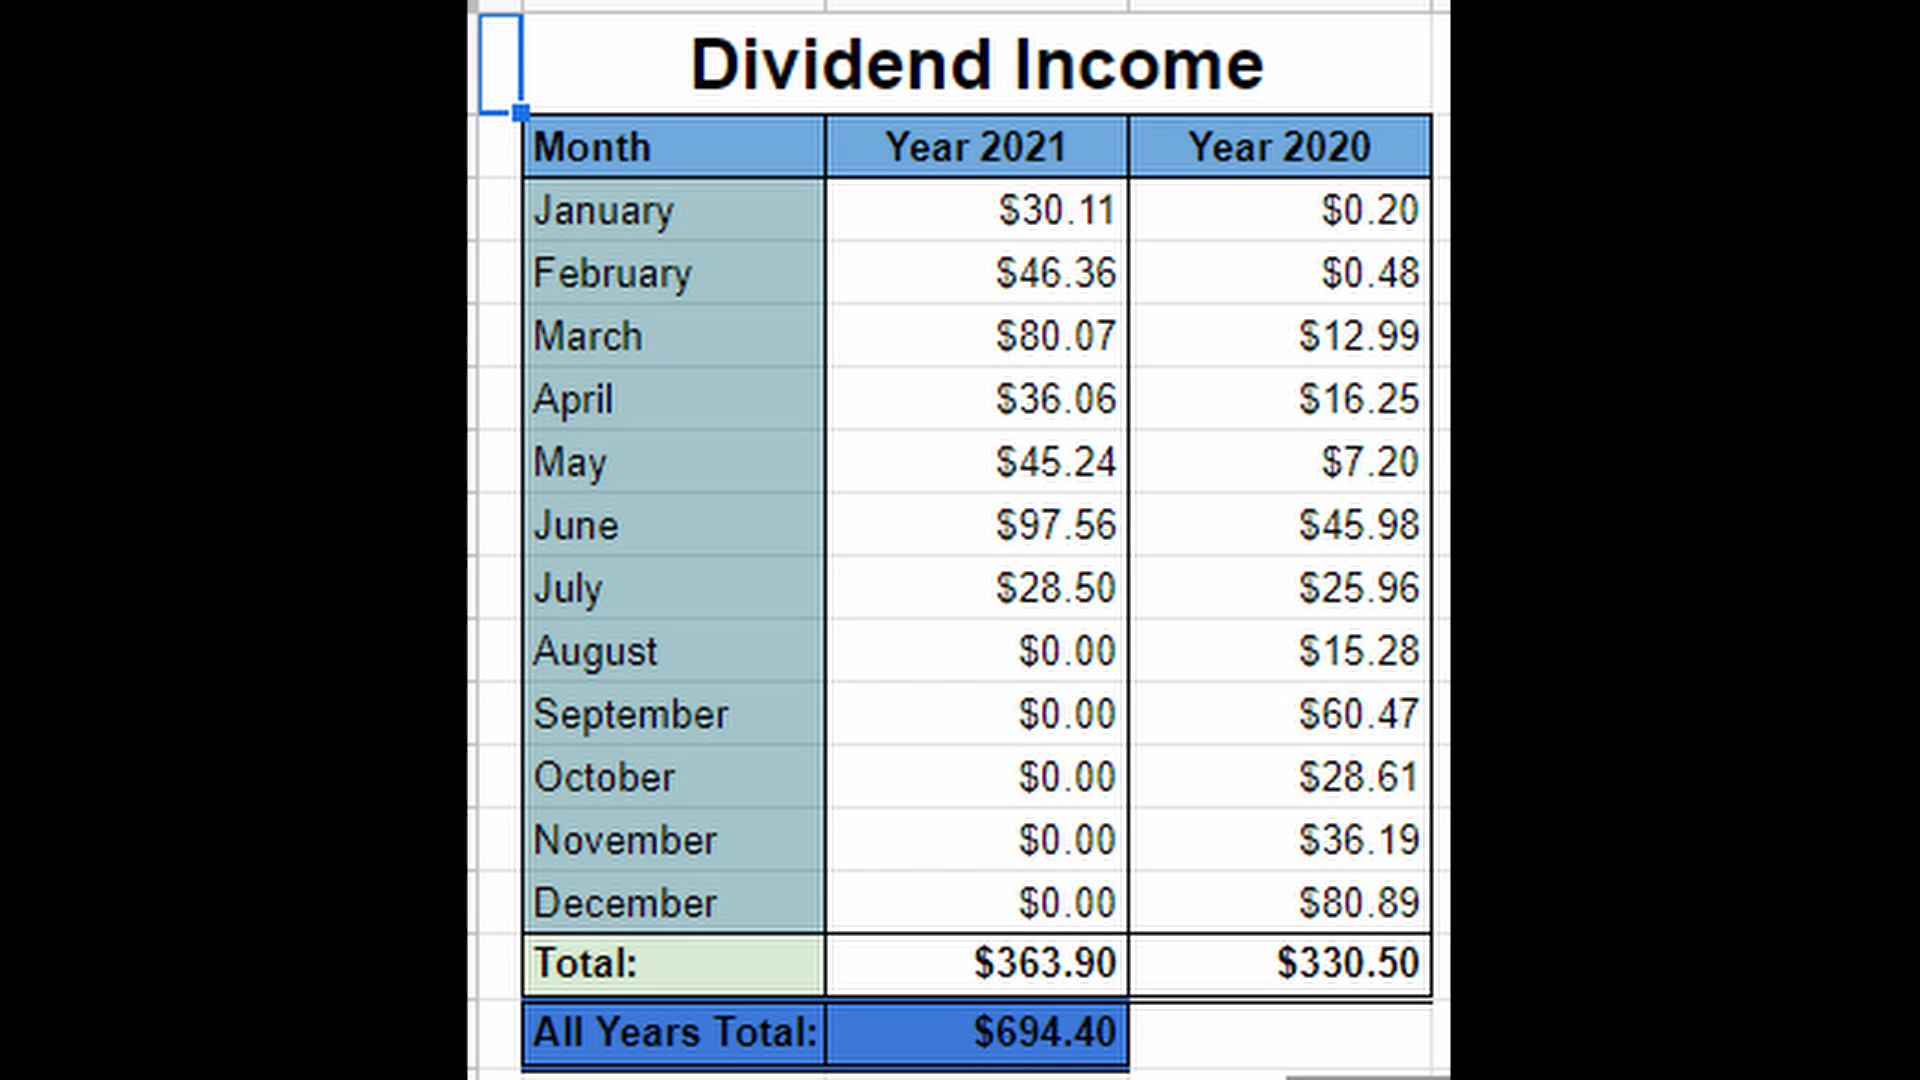 Dividend Income
Month Year 2021 Year 2020
January $30.11 $0.20
February $46.36 $0.48
March $80.07 $12.99
April $36.06 $16.25
May $45.24 $7.20
June $97.56 $45.98
July $28.50 $25.96
August $0.00 $15.28
September $0.00 $60.47
October $0.00 $28.61
November $0.00 $36.19
December $0.00 $80.89
Total: $363.90 $330.50
All Years Total: $694.40